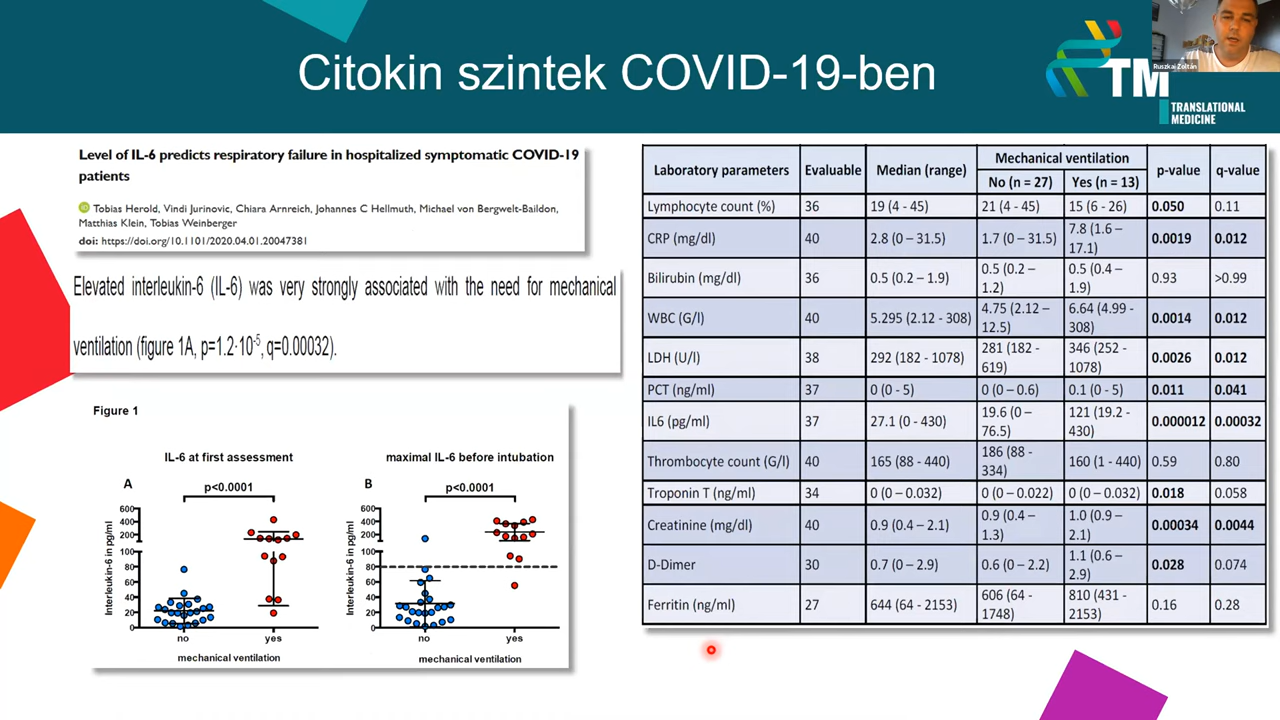 Citokin szintek COVID-19-ben
Ruszkai Zoltán
TM
TRANSLATIONAL
MEDICINE
Level of IL-6 predicts respiratory failure in hospitalized symptomatic COVID-19
patients
iD Tobias Herold, Vindi Jurinovic, Chiara Arnreich, Johannes C Hellmuth, Michael von Bergwelt-Baildon,
Matthias Klein, Tobias Weinberger
doi: https://doi.org/10.1101/2020.04.01.20047381
Elevated interleukin-6 (IL-6) was very strongly associated with the need for mechanical
ventilation (figure 1A, p=1.2·10-5, q=0.00032).
Figure 1
IL-6 at first assessment
A
p<0.0001
Interleukin-6 in pg/ml
600
400
200
100
80
60
40
20
0
no yes
mechanical ventilation
maximal IL-6 before intubation
B
p<0.0001
Interleukin-6 in pg/ml
600
400
200
100
80
60
40
20
0
no yes
mechanical ventilation
Laboratory parameters Evaluable Median (range) Mechanical ventilation p-value q-value
No (n = 27) Yes (n = 13)
Lymphocyte count (%) 36 19 (4 - 45) 21 (4 - 45) 15 (6 - 26) 0.050 0.11
CRP (mg/dl) 40 2.8 (0 – 31.5) 1.7 (0 – 31.5) 7.8 (1.6 – 17.1) 0.0019 0.012
Bilirubin (mg/dl) 36 0.5 (0.2 – 1.9) 0.5 (0.2 – 1.2) 0.5 (0.4 – 1.9) 0.93 >0.99
WBC (G/l) 40 5.295 (2.12 - 308) 4.75 (2.12 – 12.5) 6.64 (4.99 - 308) 0.0014 0.012
LDH (U/l) 38 292 (182 - 1078) 281 (182 - 619) 346 (252 - 1078) 0.0026 0.012
PCT (ng/ml) 37 0 (0 - 5) 0 (0 – 0.6) 0.1 (0 - 5) 0.011 0.041
IL6 (pg/ml) 37 27.1 (0 - 430) 19.6 (0 – 76.5) 121 (19.2 - 430) 0.000012 0.00032
Thrombocyte count (G/l) 40 165 (88 - 440) 186 (88 - 334) 160 (1 - 440) 0.59 0.80
Troponin T (ng/ml) 34 0 (0 - 0.032) 0 (0 - 0.022) 0 (0 - 0.032) 0.018 0.058
Creatinine (mg/dl) 40 0.9 (0.4 – 2.1) 0.9 (0.4 – 1.3) 1.0 (0.9 – 2.1) 0.00034 0.0044
D-Dimer 30 0.7 (0 – 2.9) 0.6 (0 – 2.2) 1.1 (0.6 – 2.9) 0.028 0.074
Ferritin (ng/ml) 27 644 (64 - 2153) 606 (64 - 1748) 810 (431 - 2153) 0.16 0.28